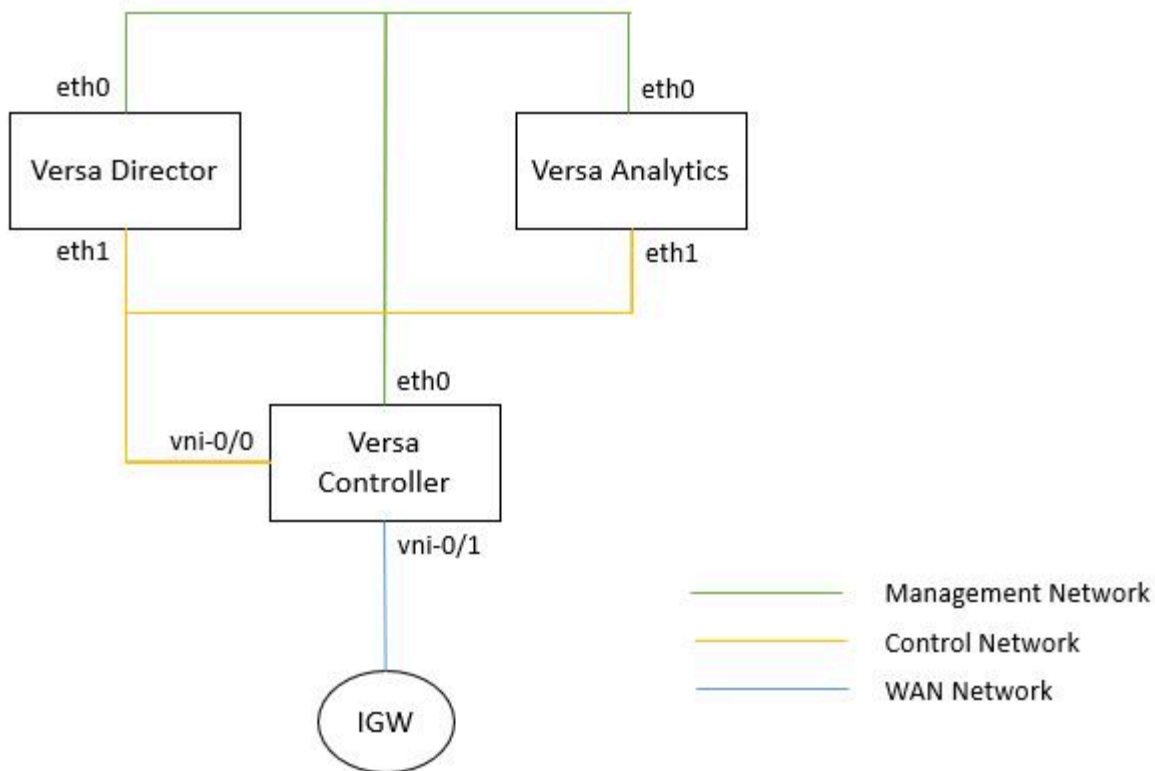 eth0
eth0
Versa Director
Versa Analytics
eth1
eth1
eth0
vni-0/0
Versa
Controller
vni-0/1
Management Network
Control Network
WAN Network
IGW